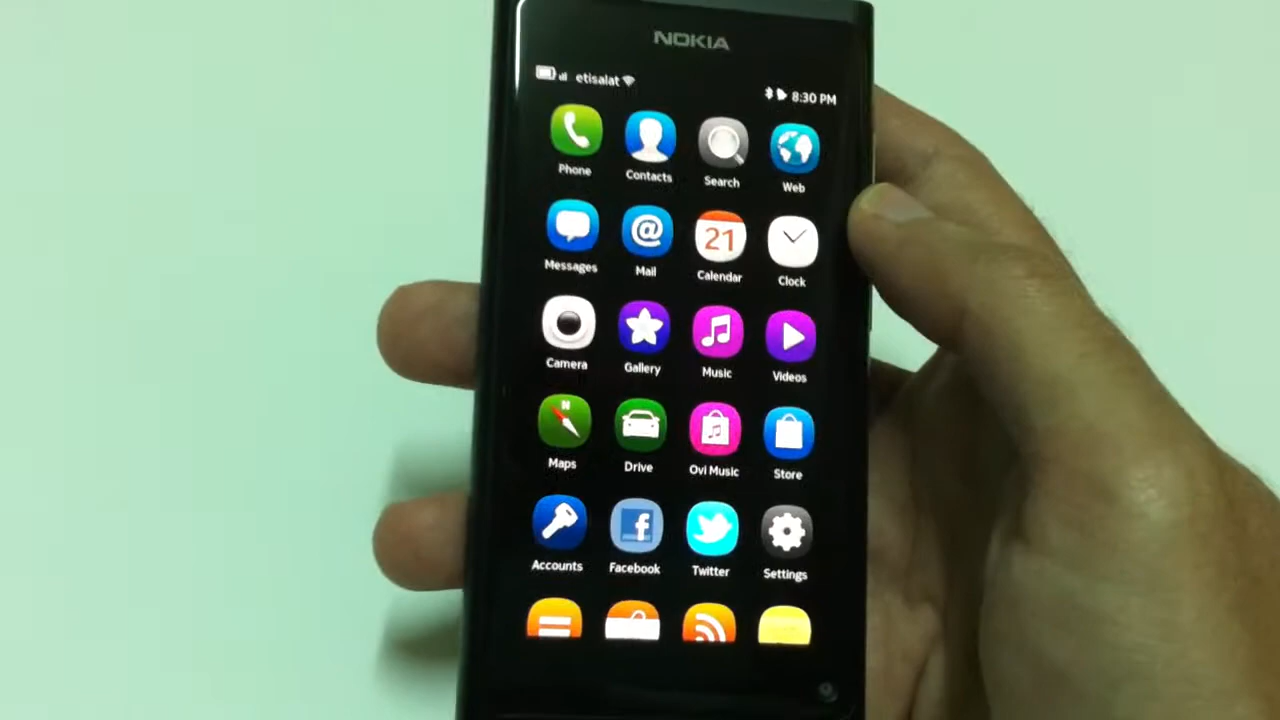 NOKIA
etisalat 8:30 PM
Phone Contacts Search Web
Messages Mail 21 Calendar Clock
Camera Gallery Music Videos
N
Maps Drive Ovi Music Store
Accounts Facebook Twitter Settings